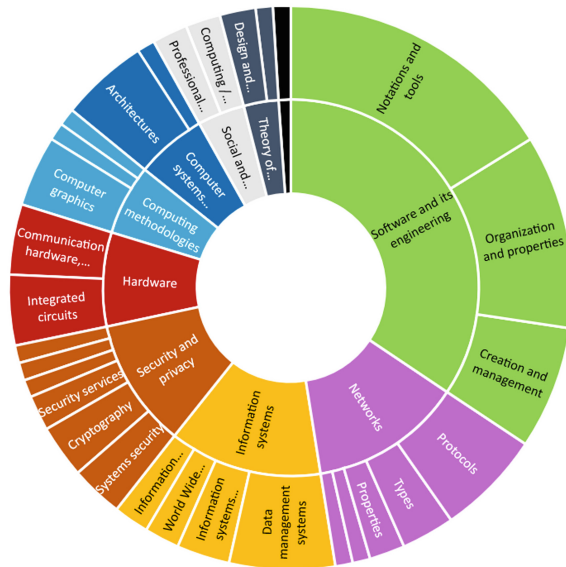 Software and its
engineering
Notations and
tools
Organization
and properties
Creation and
management
Networks
Protocols
Types
Properties
Information
systems
Data
management
systems
Information
systems...
World Wide...
Information...
Security and
privacy
Systems security
Cryptography
Security services
Hardware
Integrated
circuits
Communication
hardware,...
Computing
methodologies
Computer
graphics
Computer
systems...
Architectures
Social and...
Professional...
Computing /...
Theory of...
Design and...